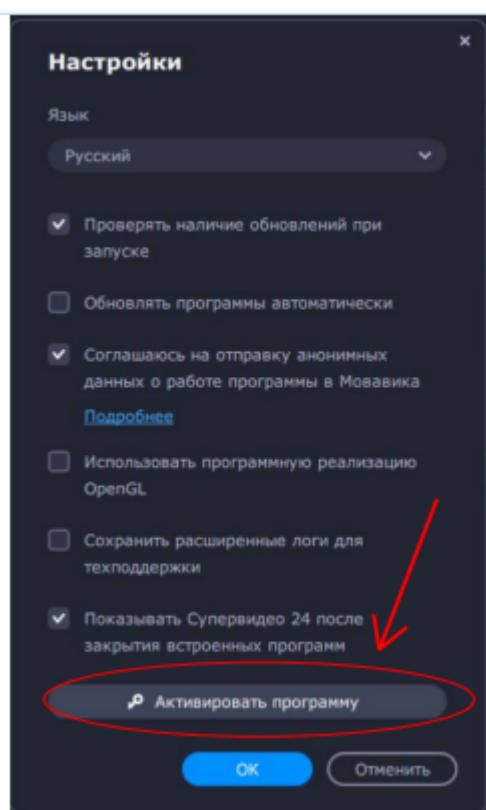 Настройки
Язык
Русский
Проверять наличие обновлений при
запуске
Обновлять программы автоматически
Соглашаюсь на отправку анонимных
данных о работе программы в Мовавика
Подробнее
Использовать программную реализацию
OpenGL
Сохранить расширенные логи для
техподдержки
Показывать Супервидео 24 после
закрытия встроенных программ
Активировать программу
OK
Отменить